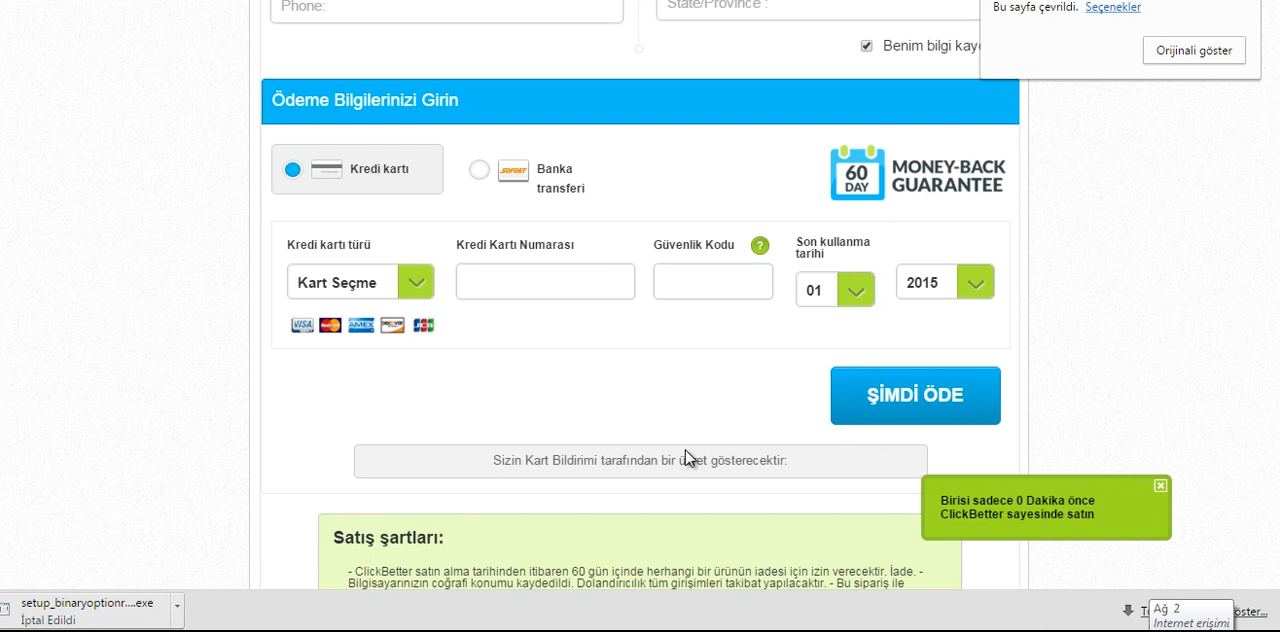 Phone:
State/Province :
Bu sayfa çevrildi. Seçenekler
Orijinali göster
Benim bilgi
Ödeme Bilgilerinizi Girin
Kredi kartı
SOFORT
Banka
transferi
60
DAY
MONEY-BACK
GUARANTEE
Kredi kartı türü
Kredi Kartı Numarası
Güvenlik Kodu
?
Son kullanma
tarihi
Kart Seçme
01
2015
VISA
MasterCard
AMEX
DISCOVER
JCB
ŞİMDİ ÖDE
Sizin Kart Bildirimi tarafından bir gösterecektir:
Birisi sadece 0 Dakika önce
ClickBetter sayesinde satın
Satış şartları:
- ClickBetter satın alma tarihinden itibaren 60 gün içinde herhangi bir ürünün iadesi için izin verecektir. İade. -
Bilgisayarınızın coğrafi konumu kaydedildi. Dolandırıcılık tüm girişimleri takibat yapılacaktır. - Bu sipariş ile
setup_binaryoptionr....exe
İptal Edildi
Ağ 2
İnternet erişimi
öster...